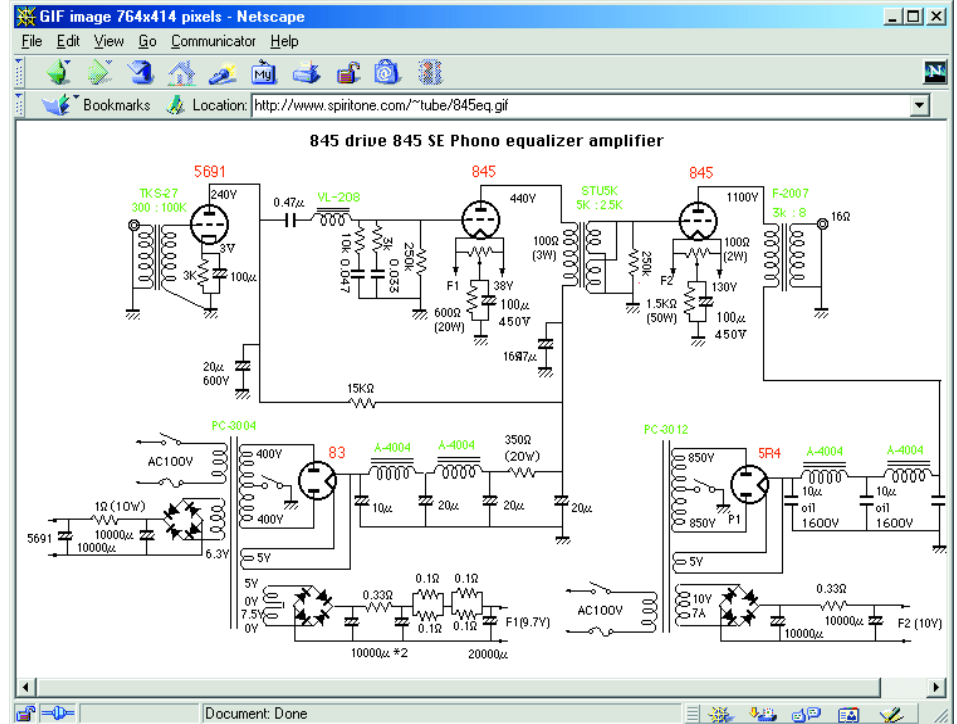 GIF image 764x414 pixels - Netscape
File Edit View Go Communicator Help
My
N
Bookmarks Location: http://www.spiritone.com/~tube/845eq.gif
845 drive 845 SE Phono equalizer amplifier
5691
845
845
TKS-27
300 : 100K
240V
0.47μ
VL-208
440V
STU5K
5K : 2.5K
1100V
F-2007
3k : 8
16Ω
3V
3K
100μ
10k 0.047
3k 0.033
250k
F1
38V
600Ω
(20W)
100μ
450V
100Ω
(3W)
250k
F2
100Ω
(2W)
130V
1.5KΩ
(50W)
100μ
450V
20μ
600V
47μ
15KΩ
PC-3004
AC100V
400V
400V
83
A-4004
A-4004
350Ω
(20W)
10μ
20μ
20μ
20μ
1Ω(10W)
5691
10000μ
10000μ
6.3V
5V
5V
0V
7.5V
0V
0.33Ω
0.1Ω
0.1Ω
0.1Ω
0.1Ω
F1(9.7V)
10000μ *2
20000μ
PC-3012
850V
850V
5R4
P1
A-4004
A-4004
10μ
oil
1600V
10μ
oil
1600V
5V
AC100V
10V
7A
0.33Ω
10000μ
10000μ
F2 (10V)
Document: Done